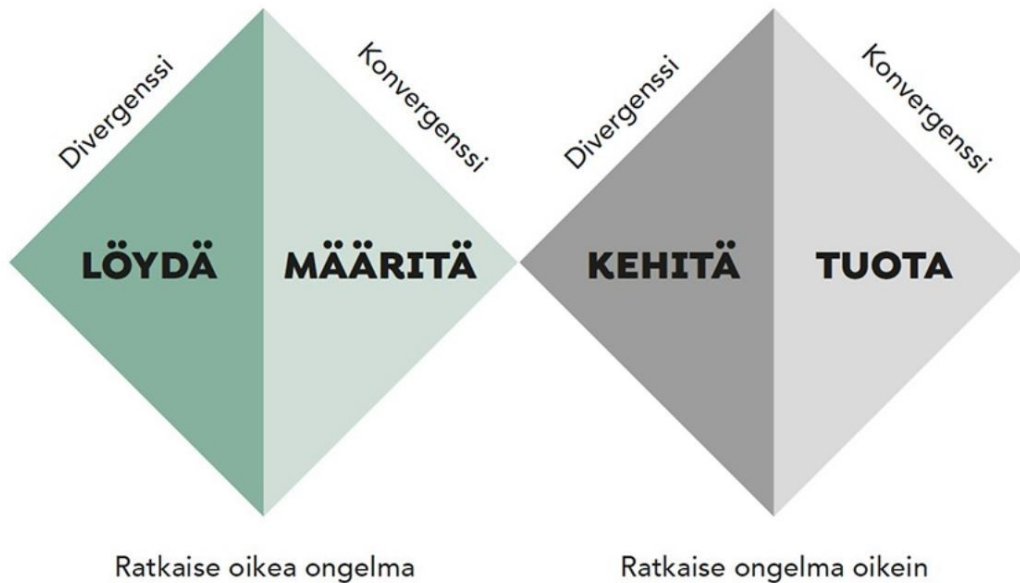 Divergenssi
Konvergenssi
Divergenssi
Konvergenssi
LÖYDÄ
MÄÄRITÄ
KEHITÄ
TUOTA
Ratkaise oikea ongelma
Ratkaise ongelma oikein